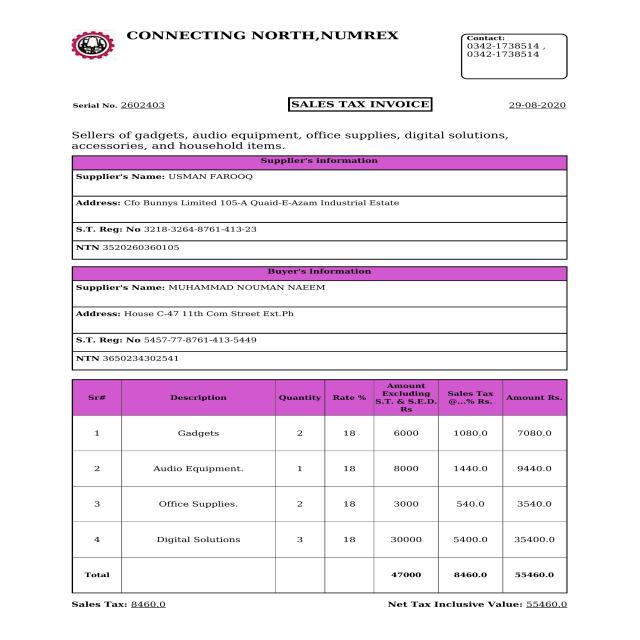 CONNECTING NORTH,NUMREX
Contact:
0342-1738514 ,
0342-1738514
Serial No. 2602403
SALES TAX INVOICE
29-08-2020
Sellers of gadgets, audio equipment, office supplies, digital solutions,
accessories, and household items.
Supplier's information
Supplier's Name: USMAN FAROOQ
Address: Cfo Bunnys Limited 105-A Quaid-E-Azam Industrial Estate
S.T. Reg: No 3218-3264-8761-413-23
NTN 3520260360105
Buyer's information
Supplier's Name: MUHAMMAD NOUMAN NAEEM
Address: House C-47 11th Com Street Ext.Ph
S.T. Reg: No 5457-77-8761-413-5449
NTN 3650234302541
Sr# Description Quantity Rate % Amount Excluding S.T. & S.E.D. Rs Sales Tax @...% Rs. Amount Rs.
1 Gadgets 2 18 6000 1080.0 7080.0
2 Audio Equipment. 1 18 8000 1440.0 9440.0
3 Office Supplies. 2 18 3000 540.0 3540.0
4 Digital Solutions 3 18 30000 5400.0 35400.0
Total 47000 8460.0 55460.0
Sales Tax: 8460.0
Net Tax Inclusive Value: 55460.0